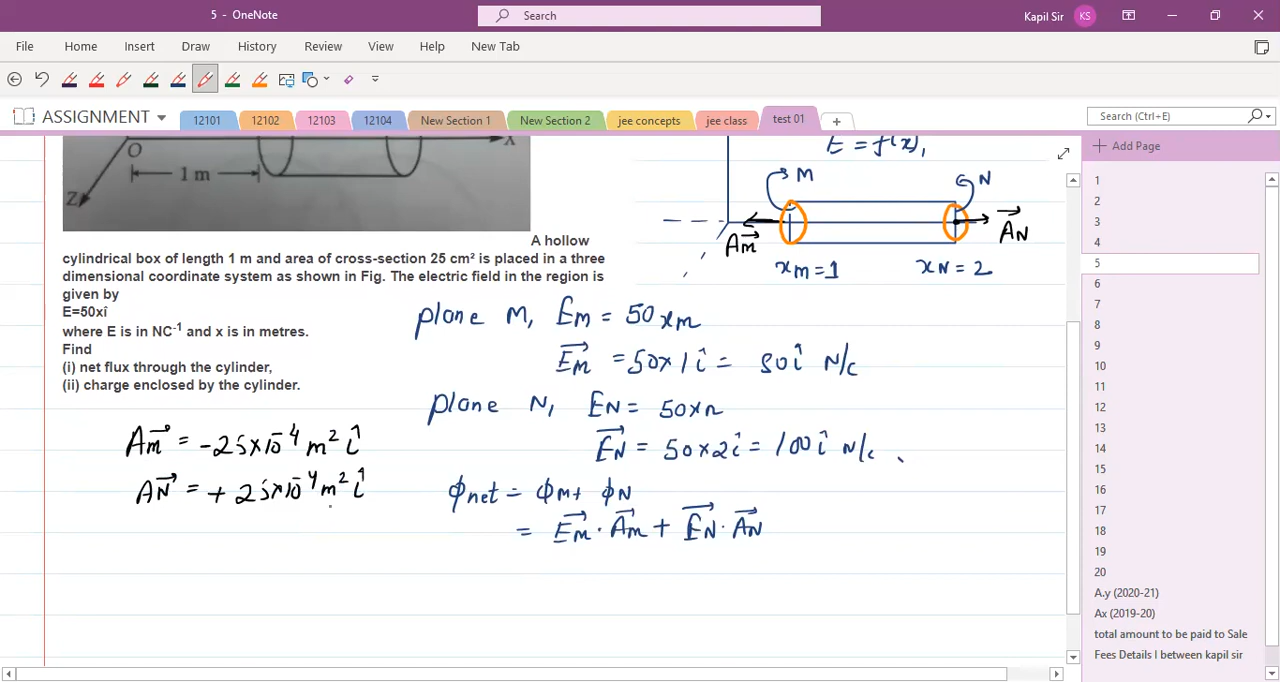 5 - OneNote
Search
Kapil Sir
KS
File Home Insert Draw History Review View Help New Tab
ASSIGNMENT
12101 12102 12103 12104 New Section 1 New Section 2 jee concepts jee class test 01
Search (Ctrl+E)
Add Page
1
2
3
4
5
6
7
8
9
10
11
12
13
14
15
16
17
18
19
20
A.y (2020-21)
Ax (2019-20)
total amount to be paid to Sale
Fees Details l between kapil sir
O
X
1 m
Z
A hollow
cylindrical box of length 1 m and area of cross-section 25 cm² is placed in a three
dimensional coordinate system as shown in Fig. The electric field in the region is
given by
E=50xî
where E is in NC⁻¹ and x is in metres.
Find
(i) net flux through the cylinder,
(ii) charge enclosed by the cylinder.
E = f(x),
M
N
AM→
AN→
xM=1
xN=2
plane M, EM = 50 xM
EM→ = 50×1î = 50î N/c
plane N, EN = 50×n
EN→ = 50×2î = 100î N/c
AM→ = -25×10⁻⁴ m² î
AN→ = + 25×10⁻⁴ m² î
ϕnet = ϕM + ϕN
= EM→ · AM→ + EN→ · AN→